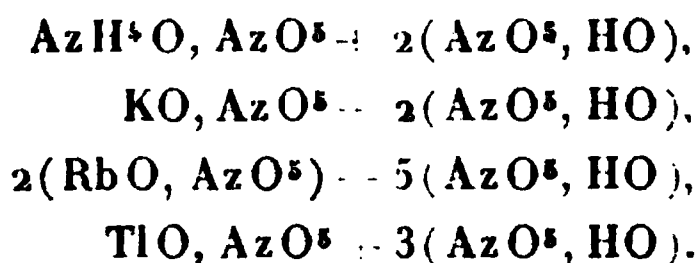 AzH⁴O, AzO⁵ + 2(AzO⁵, HO),
KO, AzO⁵ - 2(AzO⁵, HO).
2(RbO, AzO⁵) - 5(AzO⁵, HO),
TlO, AzO⁵ - 3(AzO⁵, HO).